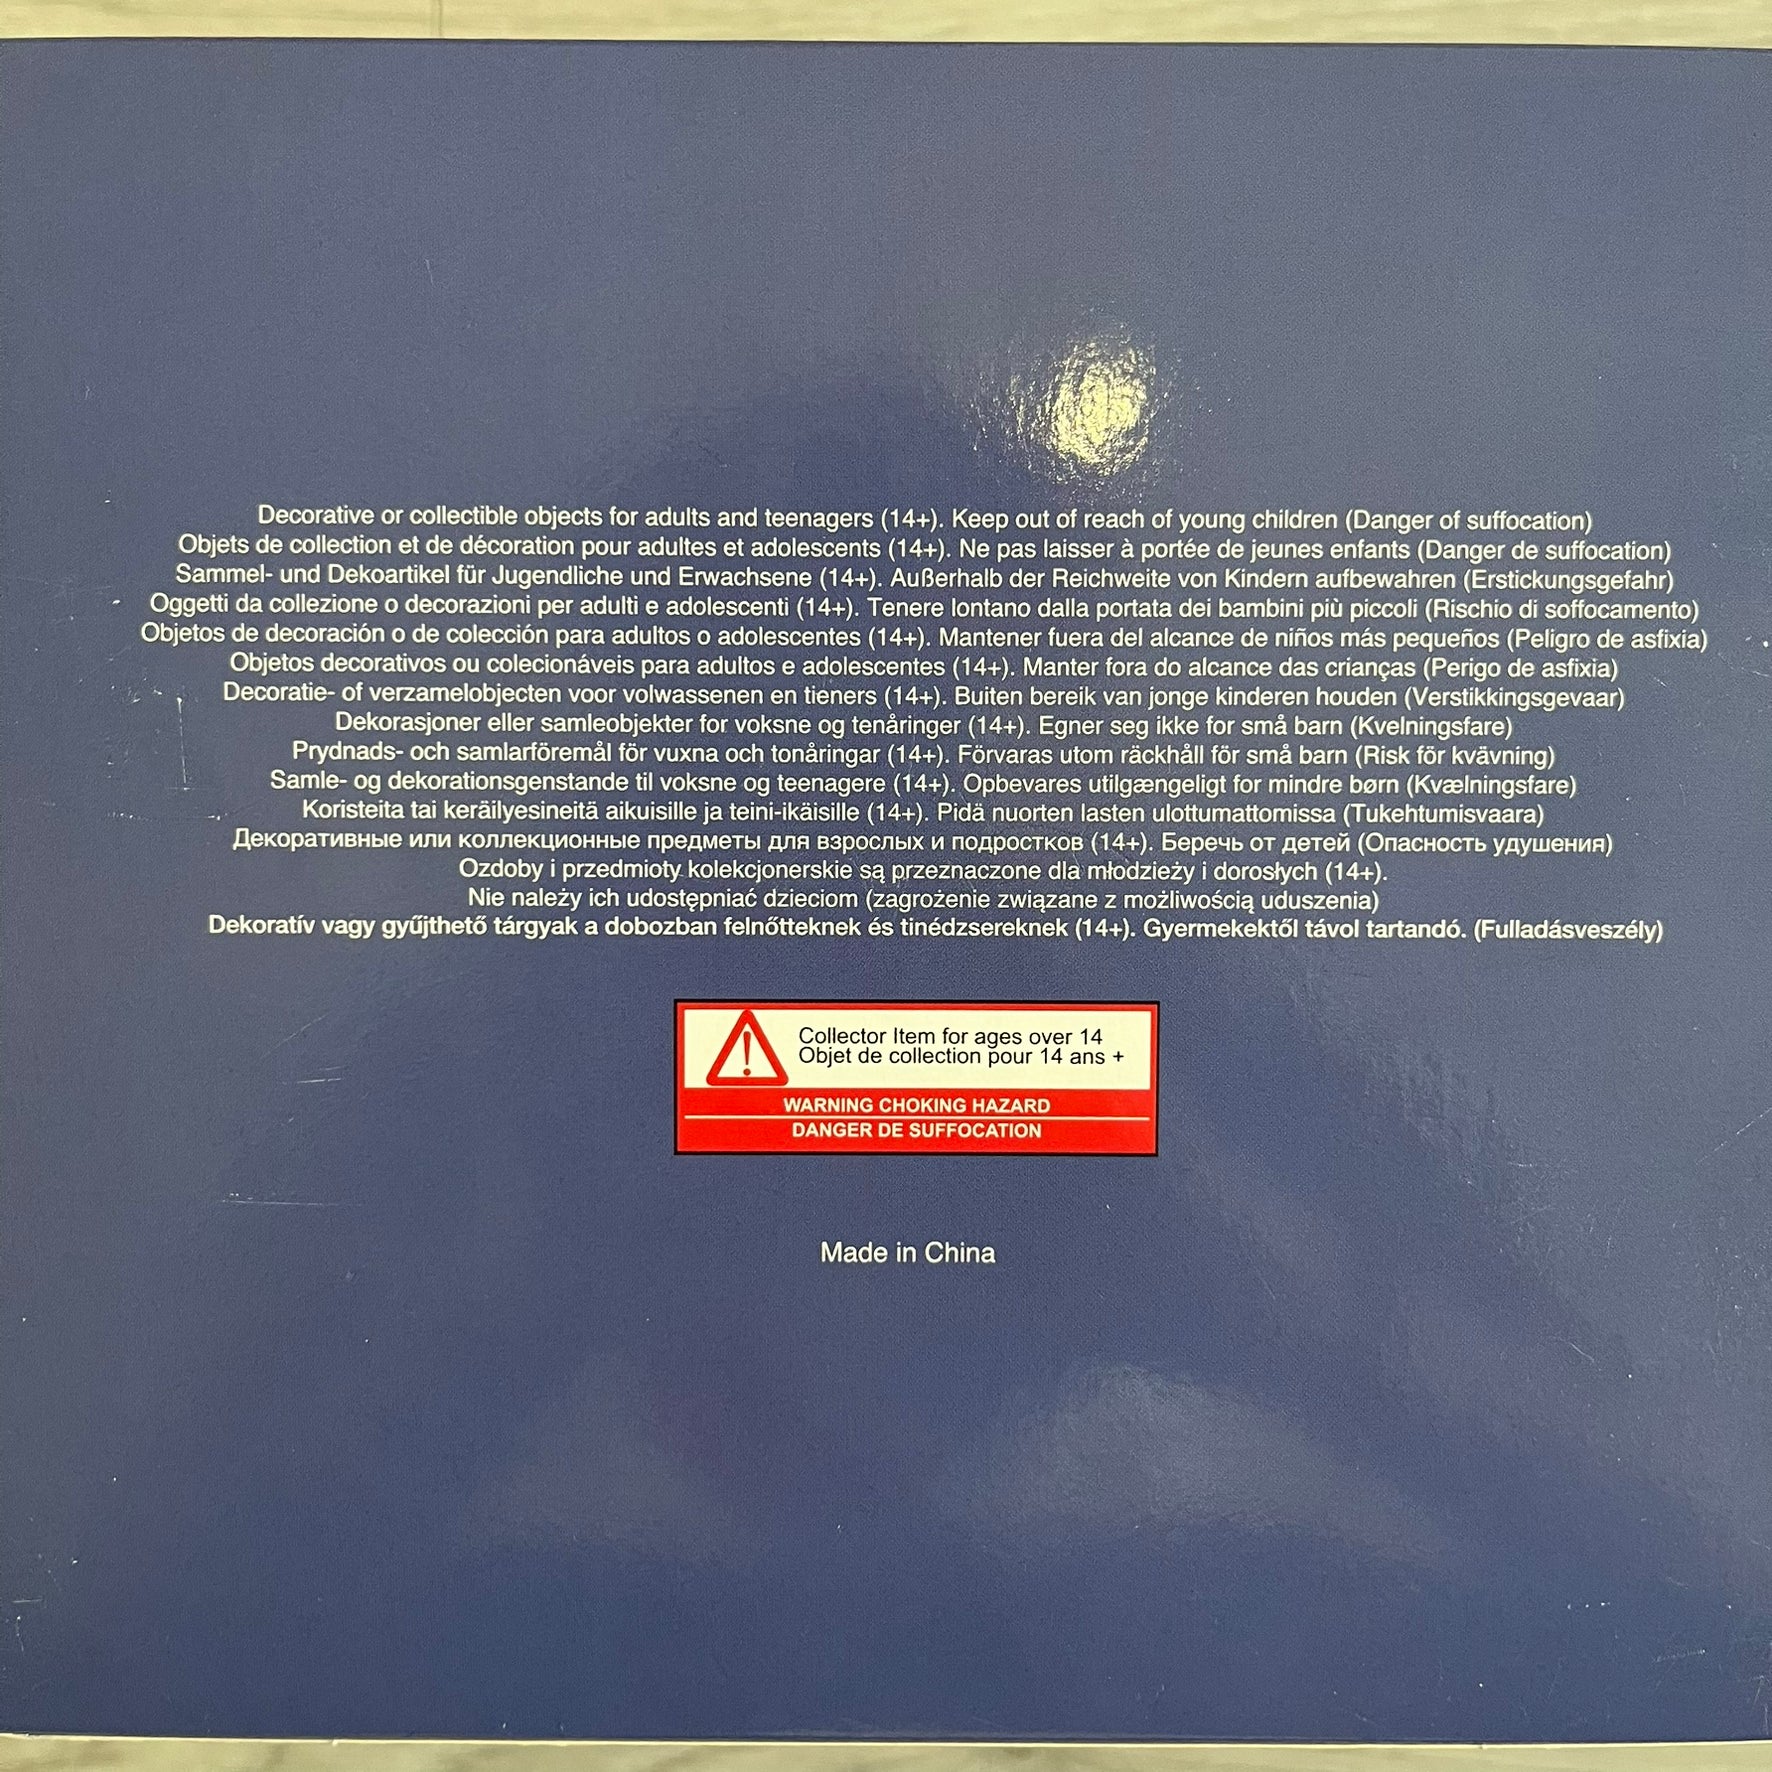 Decorative or collectible objects for adults and teenagers (14+). Keep out of reach of young children (Danger of suffocation)
Objets de collection et de décoration pour adultes et adolescents (14+). Ne pas laisser à portée de jeunes enfants (Danger de suffocation)
Sammel- und Dekoartikel für Jugendliche und Erwachsene (14+). Außerhalb der Reichweite von Kindern aufbewahren (Erstickungsgefahr)
Oggetti da collezione o decorazioni per adulti e adolescenti (14+). Tenere lontano dalla portata dei bambini più piccoli (Rischio di soffocamento)
Objetos de decoración o de colección para adultos o adolescentes (14+). Mantener fuera del alcance de niños más pequeños (Peligro de asfixia)
Objetos decorativos ou colecionáveis para adultos e adolescentes (14+). Manter fora do alcance das crianças (Perigo de asfixia)
Decoratie- of verzamelobjecten voor volwassenen en tieners (14+). Buiten bereik van jonge kinderen houden (Verstikkingsgevaar)
Dekorasjoner eller samleobjekter for voksne og tenåringer (14+). Egner seg ikke for små barn (Kvelningsfare)
Prydnads- och samlarföremål för vuxna och tonåringar (14+). Förvaras utom räckhåll för små barn (Risk för kvävning)
Samle- og dekorationsgenstande til voksne og teenagere (14+). Opbevares utilgængeligt for mindre børn (Kvælningsfare)
Koristeita tai keräilyesineitä aikuisille ja teini-ikäisille (14+). Pidä nuorten lasten ulottumattomissa (Tukehtumisvaara)
Декоративные или коллекционные предметы для взрослых и подростков (14+). Беречь от детей (Опасность удушения)
Ozdoby i przedmioty kolekcjonerskie są przeznaczone dla młodzieży i dorosłych (14+).
Nie należy ich udostępniać dzieciom (zagrożenie związane z możliwością uduszenia)
Dekoratív vagy gyűjthető tárgyak a dobozban felnőtteknek és tinédzsereknek (14+). Gyermekektől távol tartandó. (Fulladásveszély)
Collector Item for ages over 14
Objet de collection pour 14 ans +
WARNING CHOKING HAZARD
DANGER DE SUFFOCATION
Made in China